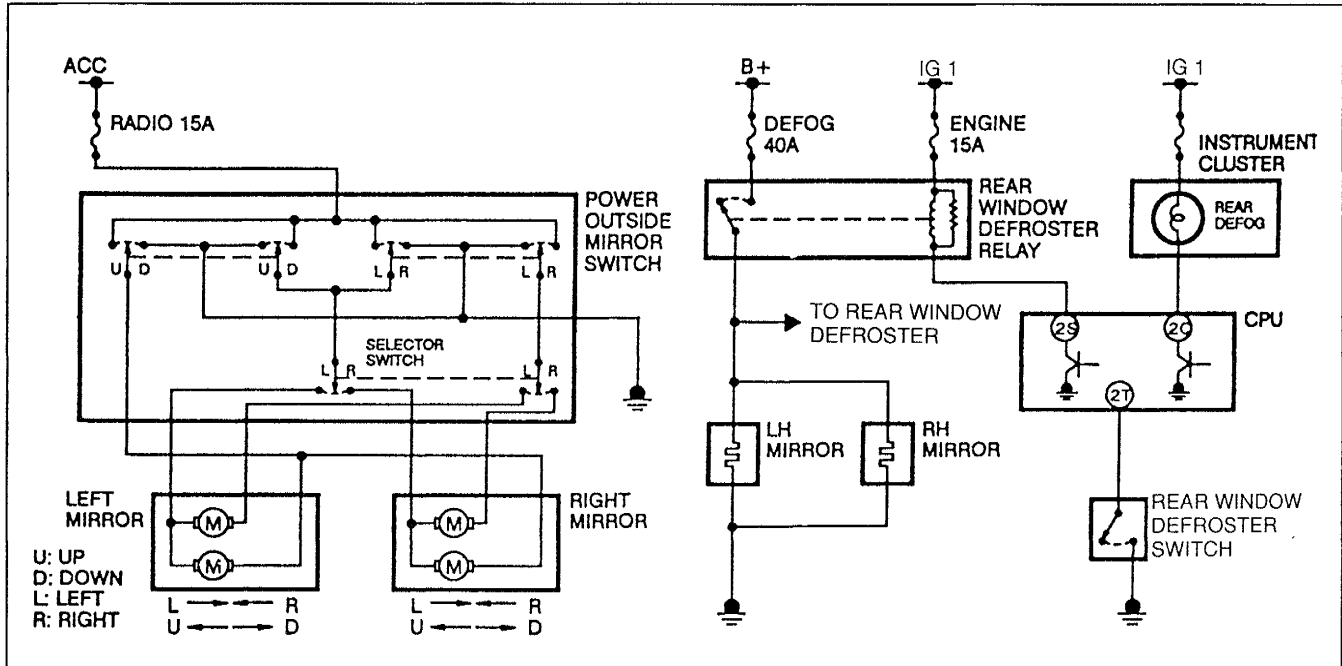 ACC
RADIO 15A
POWER
OUTSIDE
MIRROR
SWITCH
U D
U D
L R
L R
SELECTOR
SWITCH
L R
L R
LEFT
MIRROR
M
M
RIGHT
MIRROR
M
M
U: UP
D: DOWN
L: LEFT
R: RIGHT
L R
U D
L R
U D
B+
DEFOG
40A
IG 1
ENGINE
15A
REAR
WINDOW
DEFROSTER
RELAY
TO REAR WINDOW
DEFROSTER
LH
MIRROR
RH
MIRROR
IG 1
INSTRUMENT
CLUSTER
REAR
DEFOG
CPU
2S
2T
REAR WINDOW
DEFROSTER
SWITCH